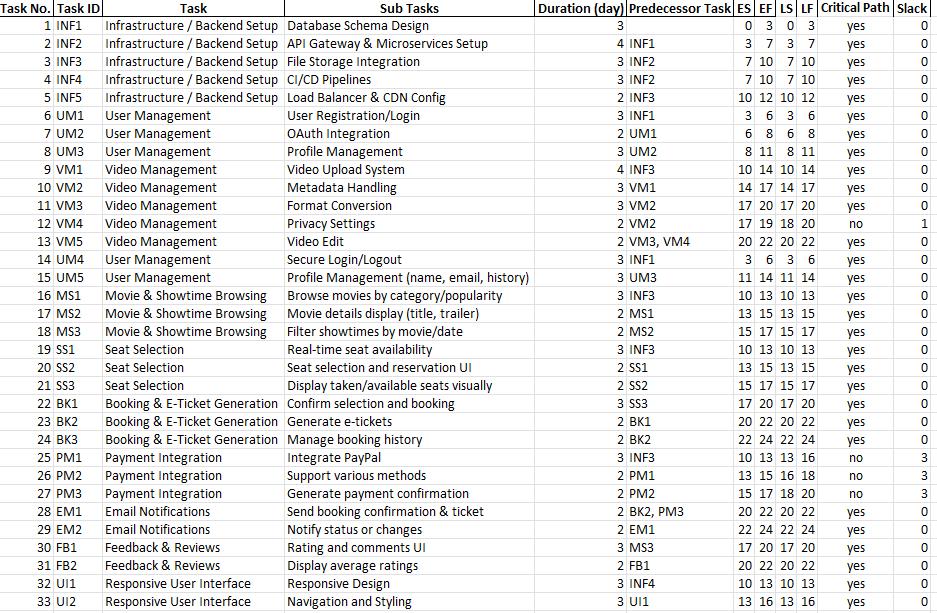 Task No. Task ID Task Sub Tasks Duration (day) Predecessor Task ES EF LS LF Critical Path Slack
1 INF1 Infrastructure / Backend Setup Database Schema Design 3 0 3 0 3 yes 0
2 INF2 Infrastructure / Backend Setup API Gateway & Microservices Setup 4 INF1 3 7 3 7 yes 0
3 INF3 Infrastructure / Backend Setup File Storage Integration 3 INF2 7 10 7 10 yes 0
4 INF4 Infrastructure / Backend Setup CI/CD Pipelines 3 INF2 7 10 7 10 yes 0
5 INF5 Infrastructure / Backend Setup Load Balancer & CDN Config 2 INF3 10 12 10 12 yes 0
6 UM1 User Management User Registration/Login 3 INF1 3 6 3 6 yes 0
7 UM2 User Management OAuth Integration 2 UM1 6 8 6 8 yes 0
8 UM3 User Management Profile Management 3 UM2 8 11 8 11 yes 0
9 VM1 Video Management Video Upload System 4 INF3 10 14 10 14 yes 0
10 VM2 Video Management Metadata Handling 3 VM1 14 17 14 17 yes 0
11 VM3 Video Management Format Conversion 3 VM2 17 20 17 20 yes 0
12 VM4 Video Management Privacy Settings 2 VM2 17 19 18 20 no 1
13 VM5 Video Management Video Edit 2 VM3, VM4 20 22 20 22 yes 0
14 UM4 User Management Secure Login/Logout 3 INF1 3 6 3 6 yes 0
15 UM5 User Management Profile Management (name, email, history) 3 UM3 11 14 11 14 yes 0
16 MS1 Movie & Showtime Browsing Browse movies by category/popularity 3 INF3 10 13 10 13 yes 0
17 MS2 Movie & Showtime Browsing Movie details display (title, trailer) 2 MS1 13 15 13 15 yes 0
18 MS3 Movie & Showtime Browsing Filter showtimes by movie/date 2 MS2 15 17 15 17 yes 0
19 SS1 Seat Selection Real-time seat availability 3 INF3 10 13 10 13 yes 0
20 SS2 Seat Selection Seat selection and reservation UI 2 SS1 13 15 13 15 yes 0
21 SS3 Seat Selection Display taken/available seats visually 2 SS2 15 17 15 17 yes 0
22 BK1 Booking & E-Ticket Generation Confirm selection and booking 3 SS3 17 20 17 20 yes 0
23 BK2 Booking & E-Ticket Generation Generate e-tickets 2 BK1 20 22 20 22 yes 0
24 BK3 Booking & E-Ticket Generation Manage booking history 2 BK2 22 24 22 24 yes 0
25 PM1 Payment Integration Integrate PayPal 3 INF3 10 13 13 16 no 3
26 PM2 Payment Integration Support various methods 2 PM1 13 15 16 18 no 3
27 PM3 Payment Integration Generate payment confirmation 2 PM2 15 17 18 20 no 3
28 EM1 Email Notifications Send booking confirmation & ticket 2 BK2, PM3 20 22 20 22 yes 0
29 EM2 Email Notifications Notify status or changes 2 EM1 22 24 22 24 yes 0
30 FB1 Feedback & Reviews Rating and comments UI 3 MS3 17 20 17 20 yes 0
31 FB2 Feedback & Reviews Display average ratings 2 FB1 20 22 20 22 yes 0
32 UI1 Responsive User Interface Responsive Design 3 INF4 10 13 10 13 yes 0
33 UI2 Responsive User Interface Navigation and Styling 3 UI1 13 16 13 16 yes 0